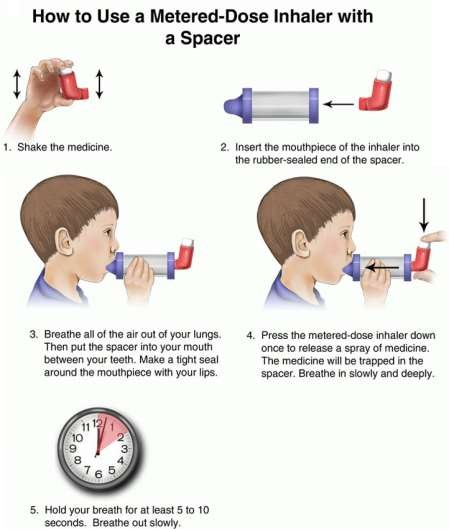 How to Use a Metered-Dose Inhaler with
a Spacer
1. Shake the medicine.
2. Insert the mouthpiece of the inhaler into
the rubber-sealed end of the spacer.
3. Breathe all of the air out of your lungs.
Then put the spacer into your mouth
between your teeth. Make a tight seal
around the mouthpiece with your lips.
4. Press the metered-dose inhaler down
once to release a spray of medicine.
The medicine will be trapped in the
spacer. Breathe in slowly and deeply.
12
11 1
10 2
9 3
8 4
7 5
6
5. Hold your breath for at least 5 to 10
seconds. Breathe out slowly.